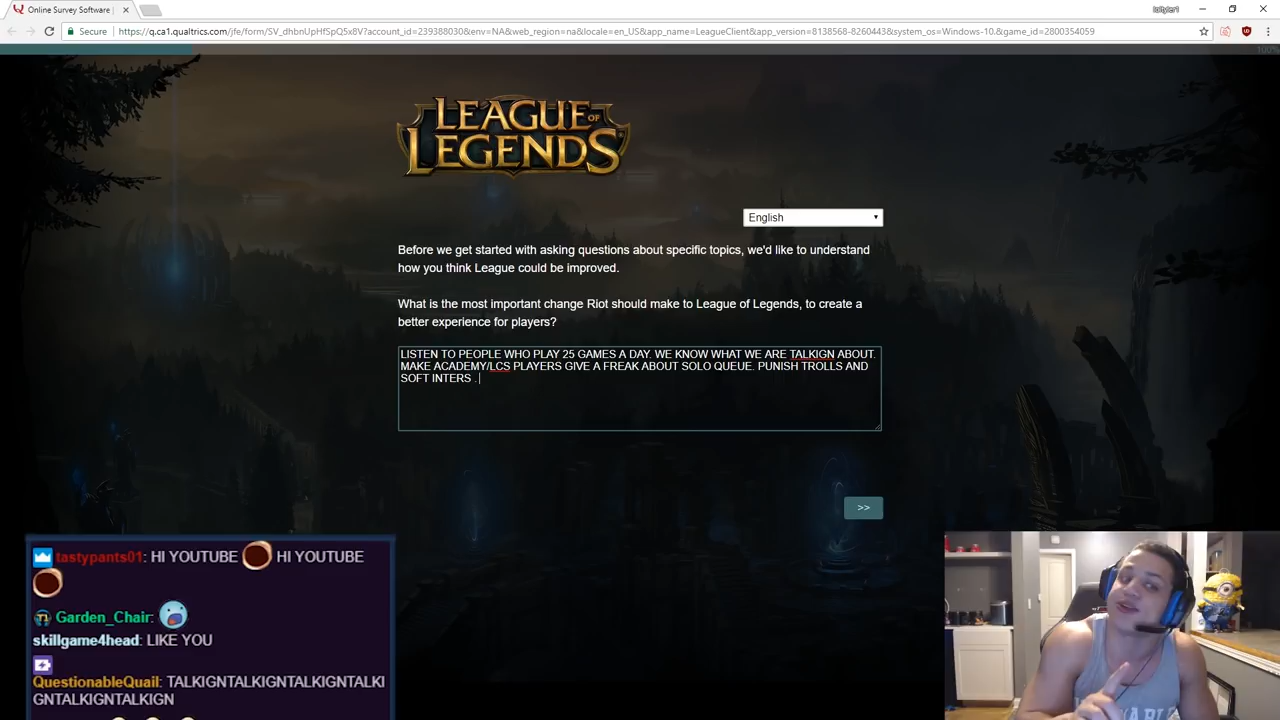 Online Survey Software |
loltyler1
Secure
https://q.ca1.qualtrics.com/jfe/form/SV_dhbnUpHfSpQ5x8V?account_id=239388030&env=NA&web_region=na&locale=en_US&app_name=LeagueClient&app_version=8138568-8260443&system_os=Windows-10.&game_id=2800354059
100%
LEAGUE OF
LEGENDS
English
Before we get started with asking questions about specific topics, we'd like to understand
how you think League could be improved.
What is the most important change Riot should make to League of Legends, to create a
better experience for players?
LISTEN TO PEOPLE WHO PLAY 25 GAMES A DAY. WE KNOW WHAT WE ARE TALKIGN ABOUT.
MAKE ACADEMY/LCS PLAYERS GIVE A FREAK ABOUT SOLO QUEUE. PUNISH TROLLS AND
SOFT INTERS .
>>
tastypants01: HI YOUTUBE HI YOUTUBE
T1 Garden_Chair:
skillgame4head: LIKE YOU
QuestionableQuail: TALKIGNTALKIGNTALKIGNTALKI
GNTALKIGNTALKIGN